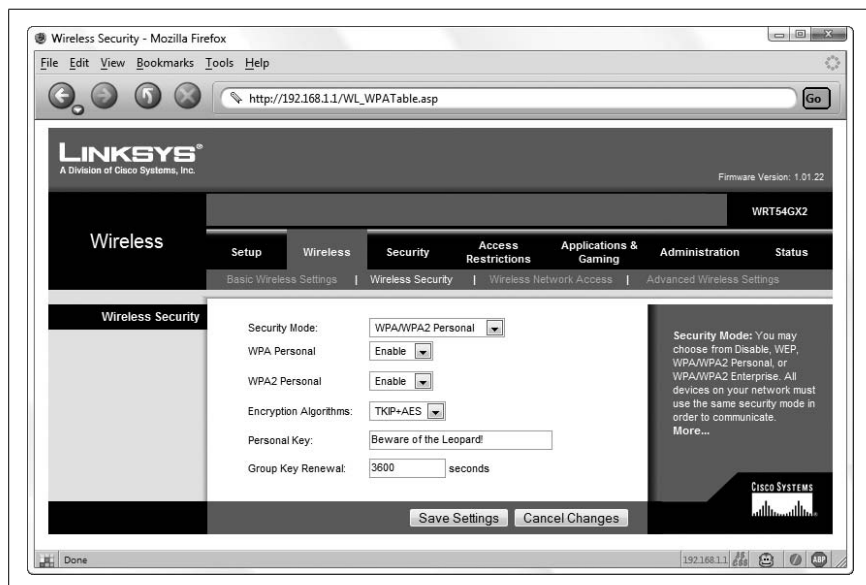 Wireless Security - Mozilla Firefox
File Edit View Bookmarks Tools Help
http://192.168.1.1/WL_WPATable.asp
Go
LINKSYS®
A Division of Cisco Systems, Inc.
Firmware Version: 1.01.22
WRT54GX2
Wireless
Setup Wireless Security Access Restrictions Applications & Gaming Administration Status
Basic Wireless Settings | Wireless Security | Wireless Network Access | Advanced Wireless Settings
Wireless Security
Security Mode: WPA/WPA2 Personal
WPA Personal Enable
WPA2 Personal Enable
Encryption Algorithms: TKIP+AES
Personal Key: Beware of the Leopard!
Group Key Renewal: 3600 seconds
Security Mode: You may
choose from Disable, WEP,
WPA/WPA2 Personal, or
WPA/WPA2 Enterprise. All
devices on your network must
use the same security mode in
order to communicate.
More...
CISCO SYSTEMS
Save Settings Cancel Changes
Done
192.168.1.1
ABP